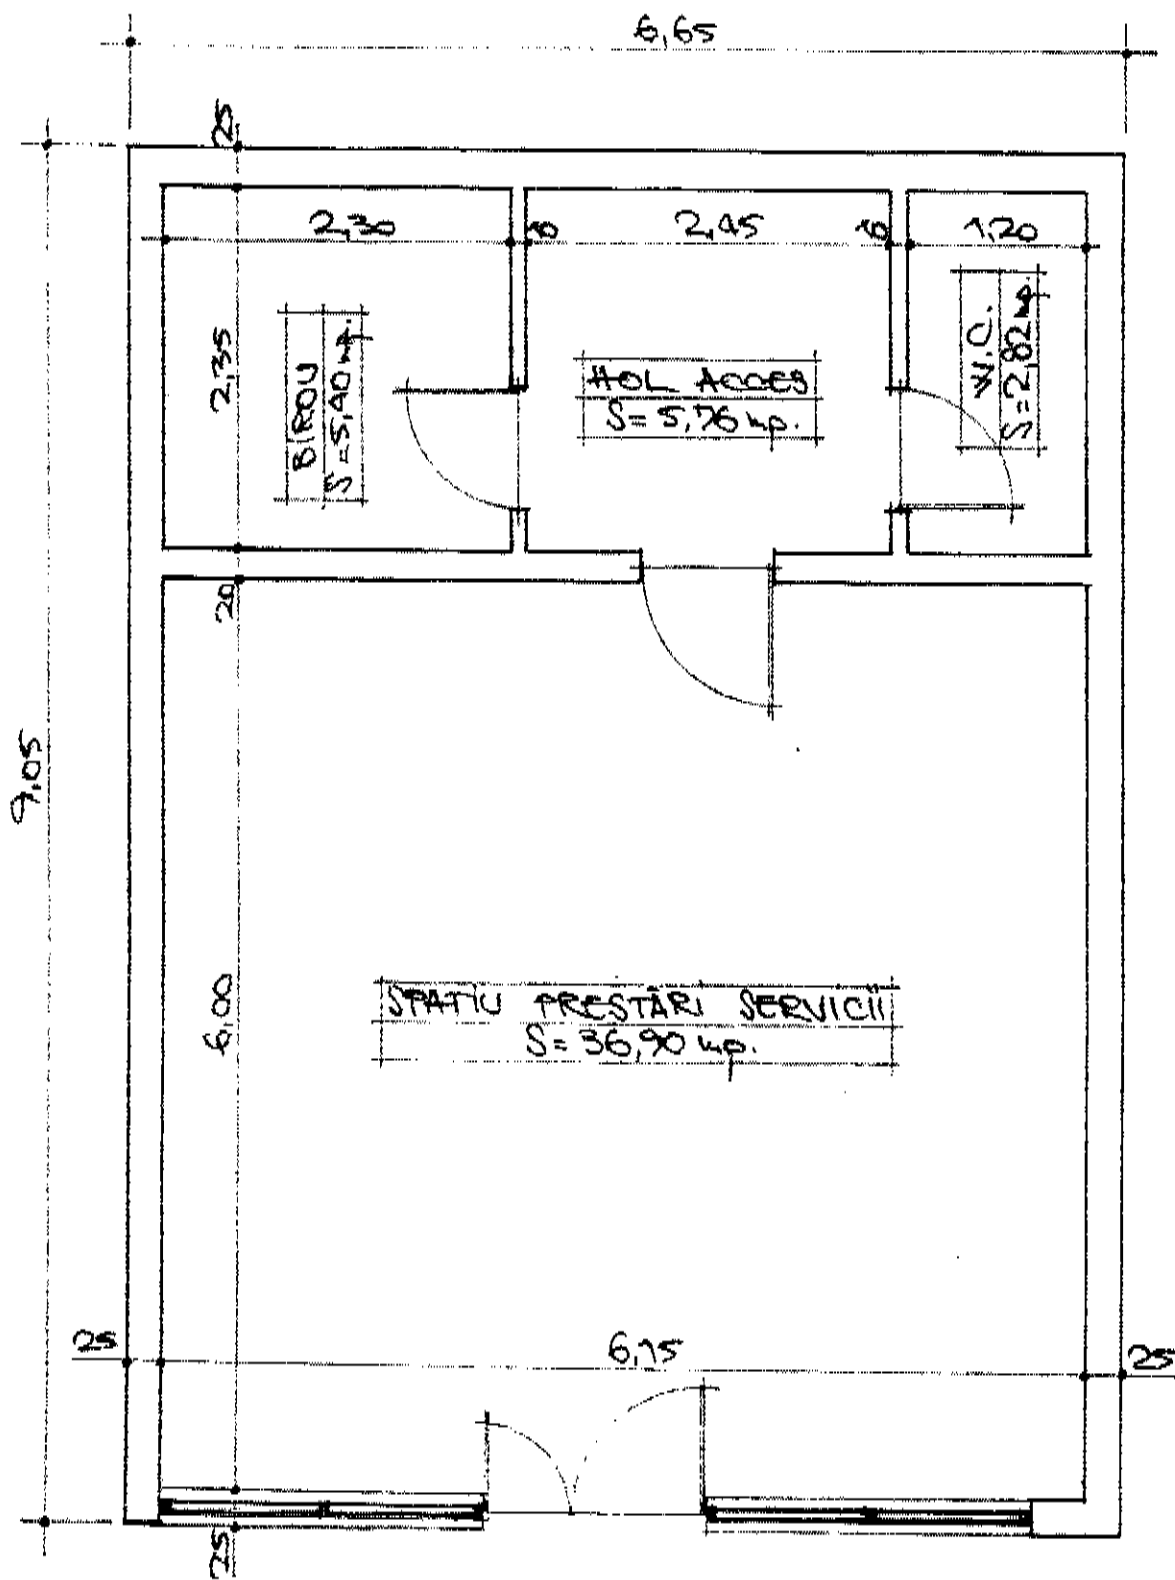 6,65
25
2,30
10
2,45
10
1,20
2,35
BIROU
S=5,40 mp.
HOL ACCES
S= 5,76 mp.
W.C.
S=2,82 mp.
20
9,05
6,00
SPATIU PRESTĂRI SERVICII
S= 36,90 mp.
25
6,15
25
25